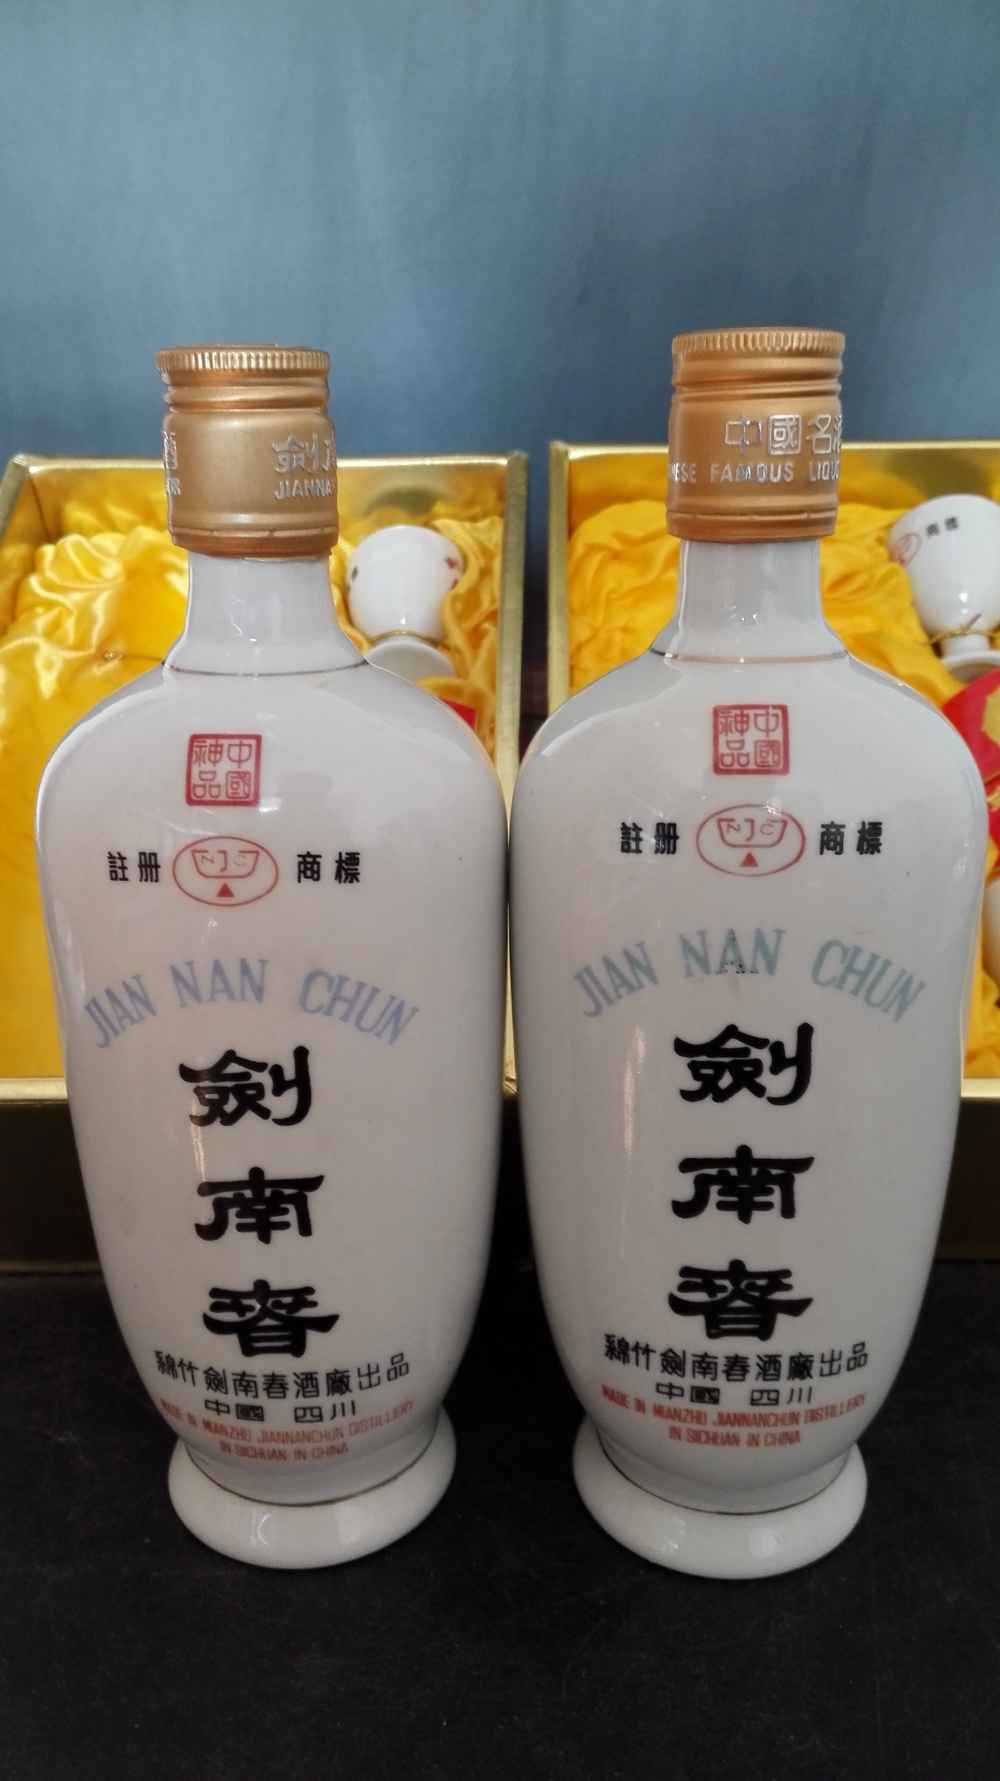 劍
JIANNA
中國名酒
ESE FAMOUS LIQU
中國
神品
註册 NJC 商標
JIAN NAN CHUN
劍
南
春
綿竹劍南春酒廠出品
中國 四川
MADE IN MIANZHU JIANNANCHUN DISTILLERY
IN SICHUAN IN CHINA
中國
神品
註册 NJC 商標
JIAN NAN CHUN
劍
南
春
綿竹劍南春酒廠出品
中國 四川
MADE IN MIANZHU JIANNANCHUN DISTILLERY
IN SICHUAN IN CHINA